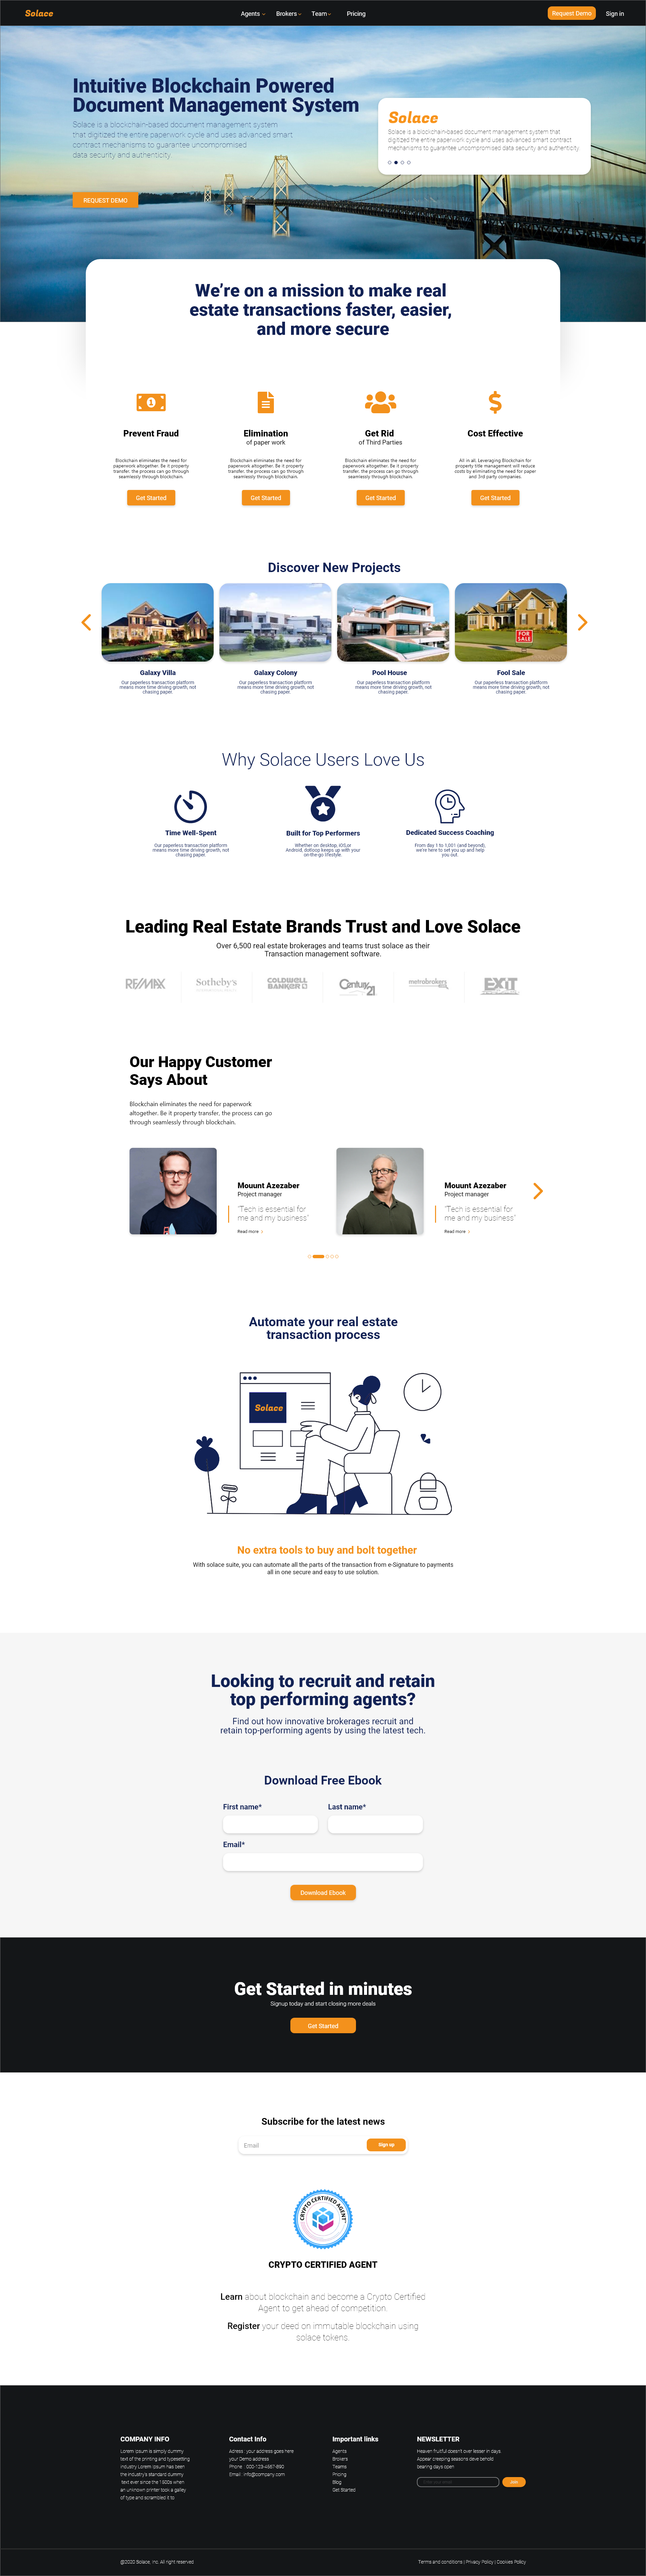 Solace
Agents
Brokers
Team
Pricing
Request Demo
Sign in
Intuitive Blockchain Powered
Document Management System
Solace is a blockchain-based document management system
that digitized the entire paperwork cycle and uses advanced smart
contract mechanisms to guarantee uncompromised
data security and authenticity.
REQUEST DEMO
Solace
Solace is a blockchain-based document management system that
digitized the entire paperwork cycle and uses advanced smart contract
mechanisms to guarantee uncompromised data security and authenticity
We're on a mission to make real
estate transactions faster, easier,
and more secure
Prevent Fraud
Blockchain eliminates the need for
paperwork altogether. Be it property
transfer, the process can go through
seamlessly through blockchain.
Get Started
Elimination
of paper work
Blockchain eliminates the need for
paperwork altogether. Be it property
transfer, the process can go through
seamlessly through blockchain.
Get Started
Get Rid
of Third Parties
Blockchain eliminates the need for
paperwork altogether. Be it property
transfer, the process can go through
seamlessly through blockchain.
Get Started
Cost Effective
All in all, Leveraging Blockchain for
property title management will reduce
costs by eliminating the need for paper
and 3rd party companies.
Get Started
Discover New Projects
FOR
SALE
Galaxy Villa
Our paperless transaction platform
means more time driving growth, not
chasing paper.
Galaxy Colony
Our paperless transaction platform
means more time driving growth, not
chasing paper.
Pool House
Our paperless transaction platform
means more time driving growth, not
chasing paper.
Fool Sale
Our paperless transaction platform
means more time driving growth, not
chasing paper.
Why Solace Users Love Us
Time Well-Spent
Our paperless transaction platform
means more time driving growth, not
chasing paper.
Built for Top Performers
Whether on desktop, iOS,or
Android, dotloop keeps up with your
on-the-go lifestyle.
Dedicated Success Coaching
From day 1 to 1,001 (and beyond),
we're here to set you up and help
you out.
Leading Real Estate Brands Trust and Love Solace
Over 6,500 real estate brokerages and teams trust solace as their
Transaction management software.
RE/MAX
Sotheby's
COLDWELL
BANKER
Century
21
metrobrokers
EXIT
Our Happy Customer
Says About
Blockchain eliminates the need for paperwork
altogether. Be it property transfer, the process can go
through seamlessly through blockchain.
Mouunt Azezaber
Project manager
"Tech is essential for
me and my business"
Read more
Mouunt Azezaber
Project manager
"Tech is essential for
me and my business"
Read more
Automate your real estate
transaction process
Solace
No extra tools to buy and bolt together
With solace suite, you can automate all the parts of the transaction from e-Signature to payments
all in one secure and easy to use solution.
Looking to recruit and retain
top performing agents?
Find out how innovative brokerages recruit and
retain top-performing agents by using the latest tech.
Download Free Ebook
First name*
Last name*
Email*
Download Ebook
Get Started in minutes
Signup today and start closing more deals
Get Started
Subscribe for the latest news
Email
Sign up
CRYPTO CERTIFIED AGENT
CRYPTO CERTIFIED AGENT
Learn about blockchain and become a Crypto Certified
Agent to get ahead of competition.
Register your deed on immutable blockchain using
solace tokens.
COMPANY INFO
Lorem Ipsum is simply dummy
text of the printing and typesetting
industry Lorem Ipsum has been
the industry's standard dummy
text ever since the 1500s when
an unknown printer took a galley
of type and scrambled it to
Contact Info
Adress : your address goes here
your Demo address
Phone : 000-123-4567-890
Email : info@company.com
Important links
Agents
Brokers
Teams
Pricing
Blog
Get Started
NEWSLETTER
Heaven fruitful doesn't over lesser in days
Appear creeping seasons deve behold
bearing days open
Join
@2020 Solace, Inc. All right reserved
Terms and conditions | Privacy Policy | Cookies Policy